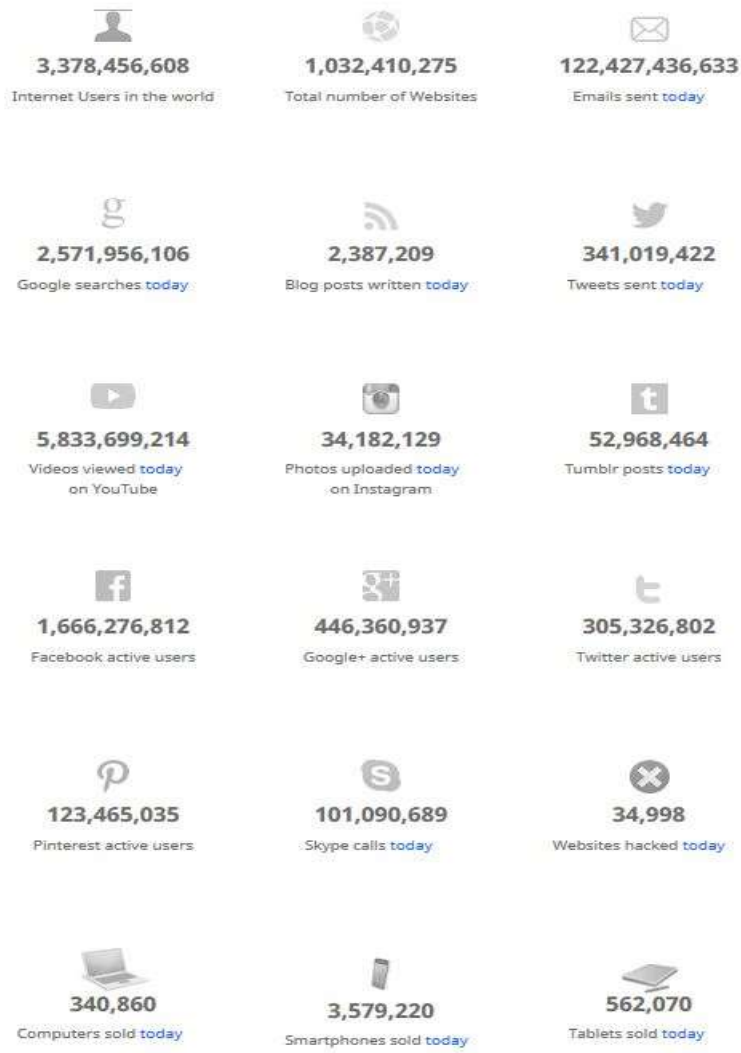 3,378,456,608
Internet Users in the world
1,032,410,275
Total number of Websites
122,427,436,633
Emails sent today
g
2,571,956,106
Google searches today
2,387,209
Blog posts written today
341,019,422
Tweets sent today
5,833,699,214
Videos viewed today
on YouTube
34,182,129
Photos uploaded today
on Instagram
t
52,968,464
Tumblr posts today
f
1,666,276,812
Facebook active users
g+
446,360,937
Google+ active users
t
305,326,802
Twitter active users
P
123,465,035
Pinterest active users
S
101,090,689
Skype calls today
34,998
Websites hacked today
340,860
Computers sold today
3,579,220
Smartphones sold today
562,070
Tablets sold today